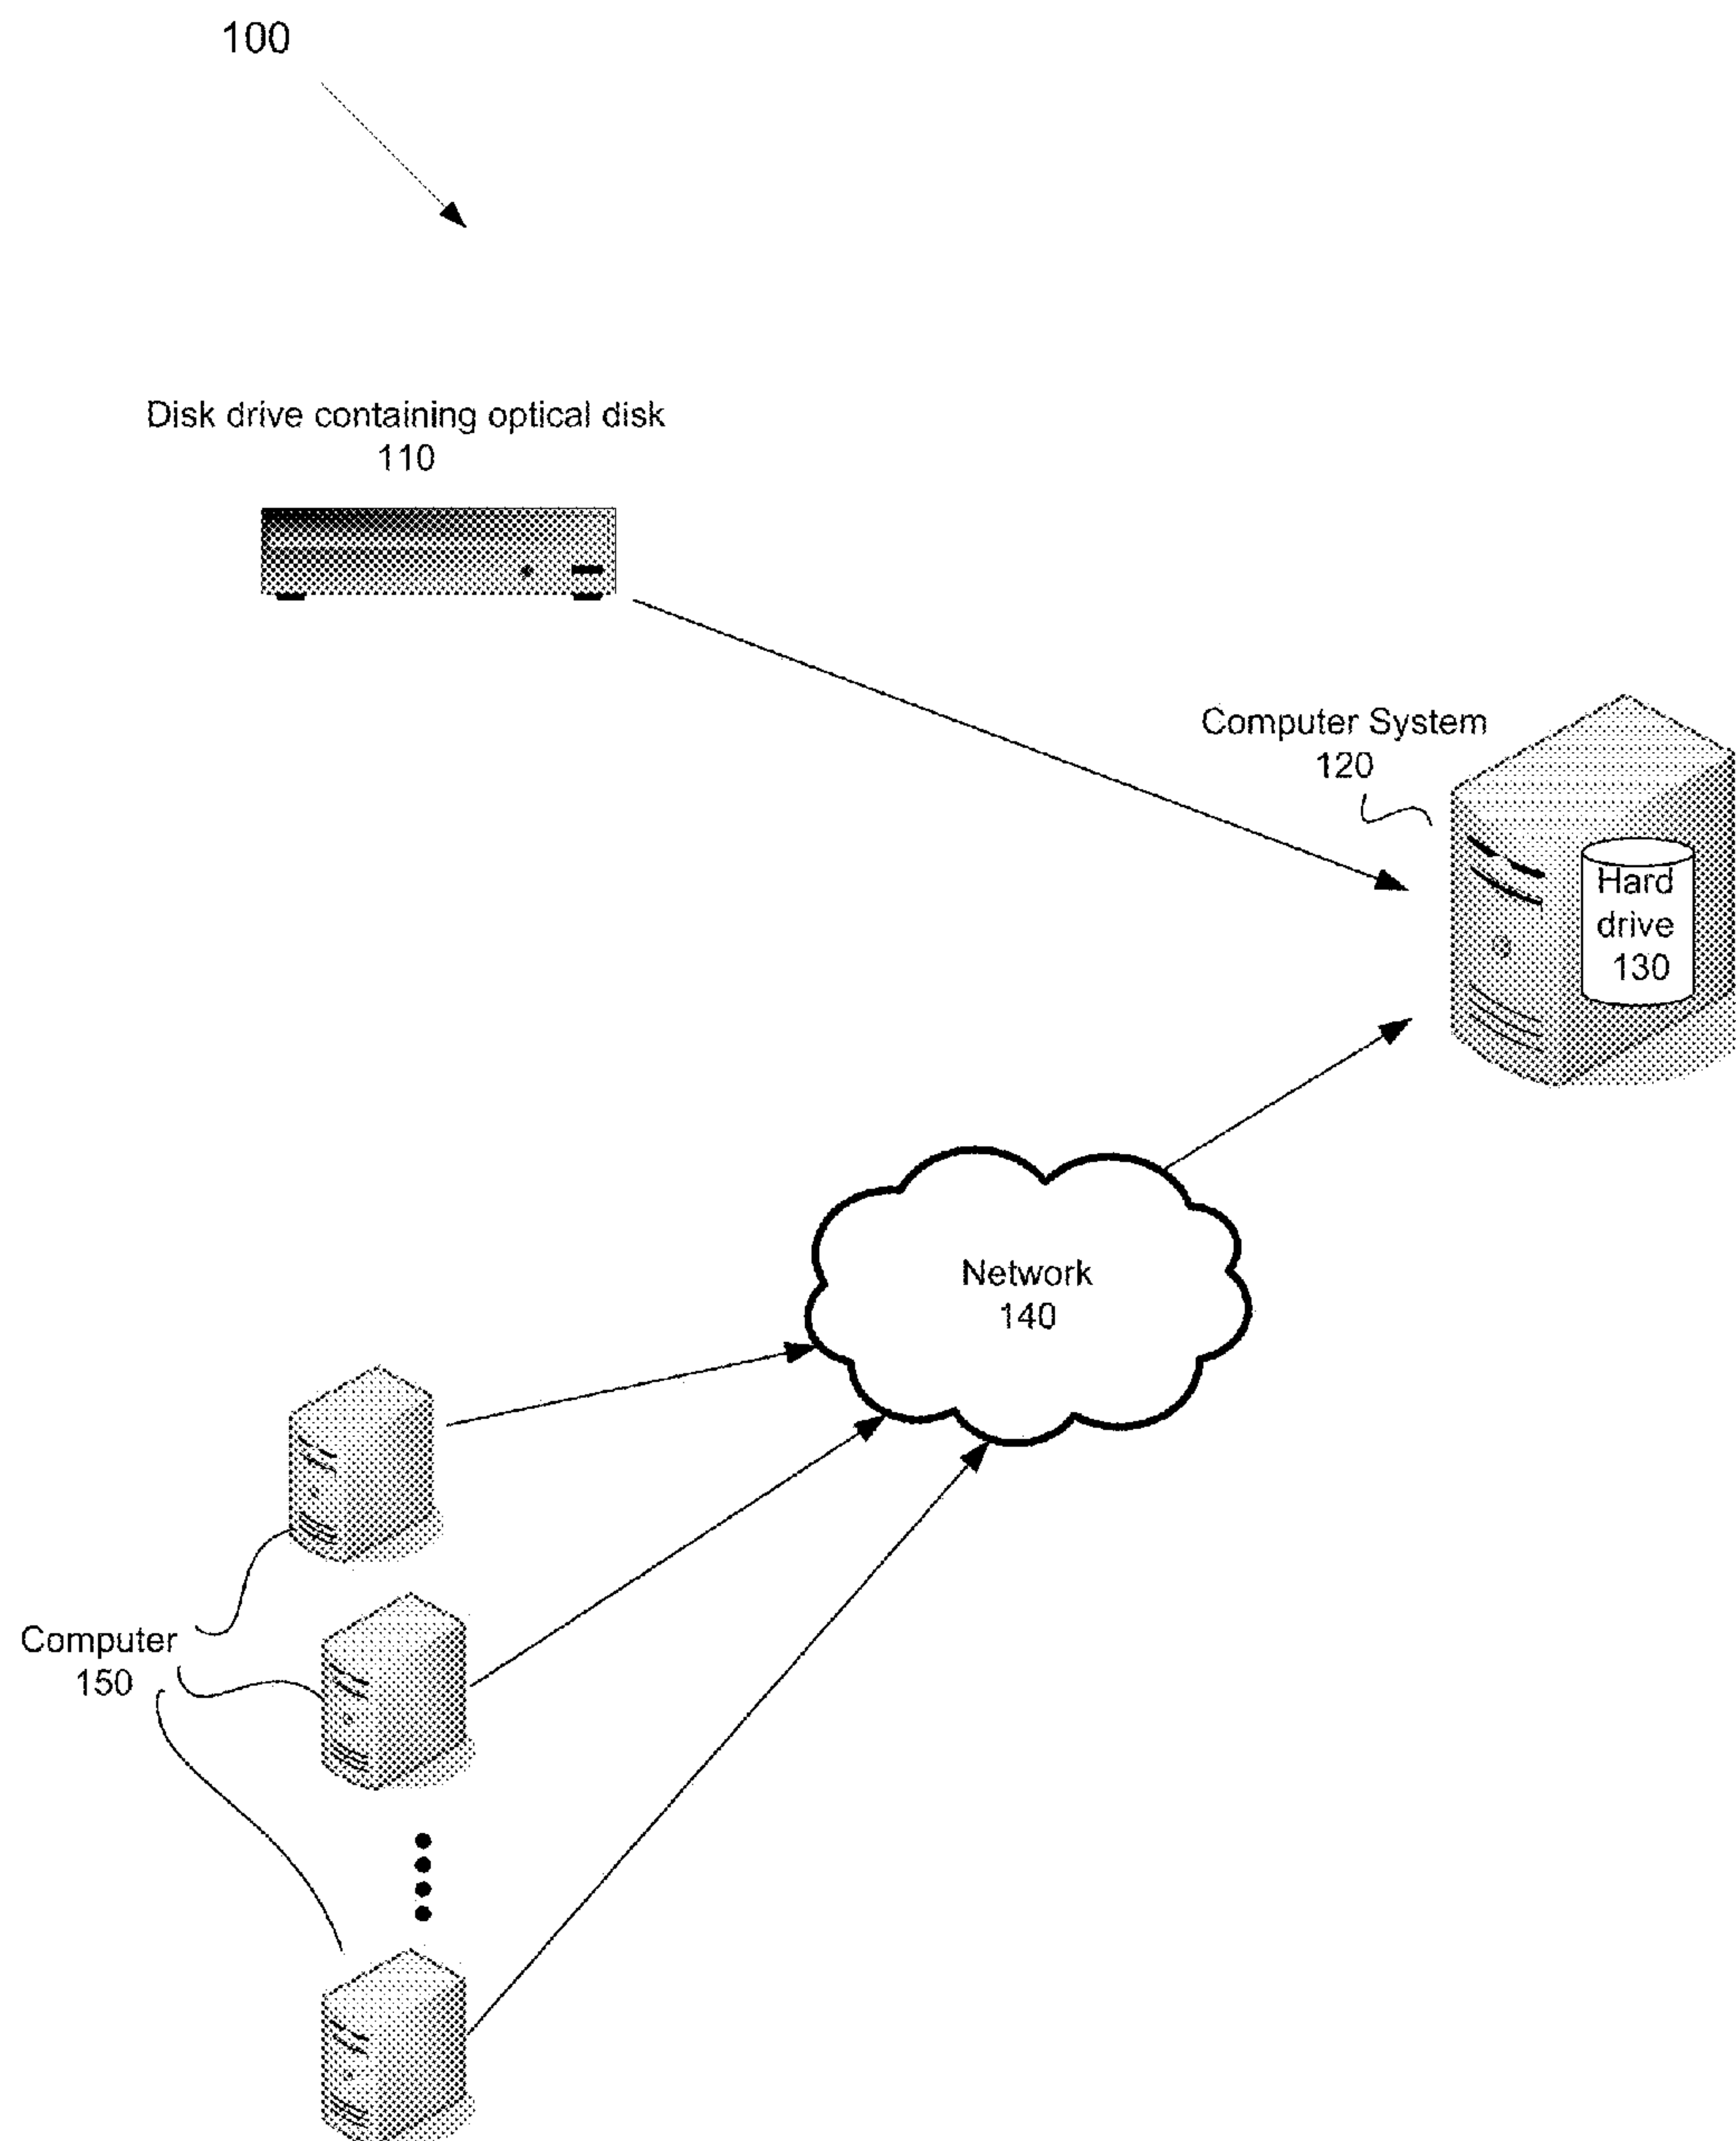 100
Disk drive containing optical disk
110
Computer System
120
Hard
drive
130
Network
140
Computer
150